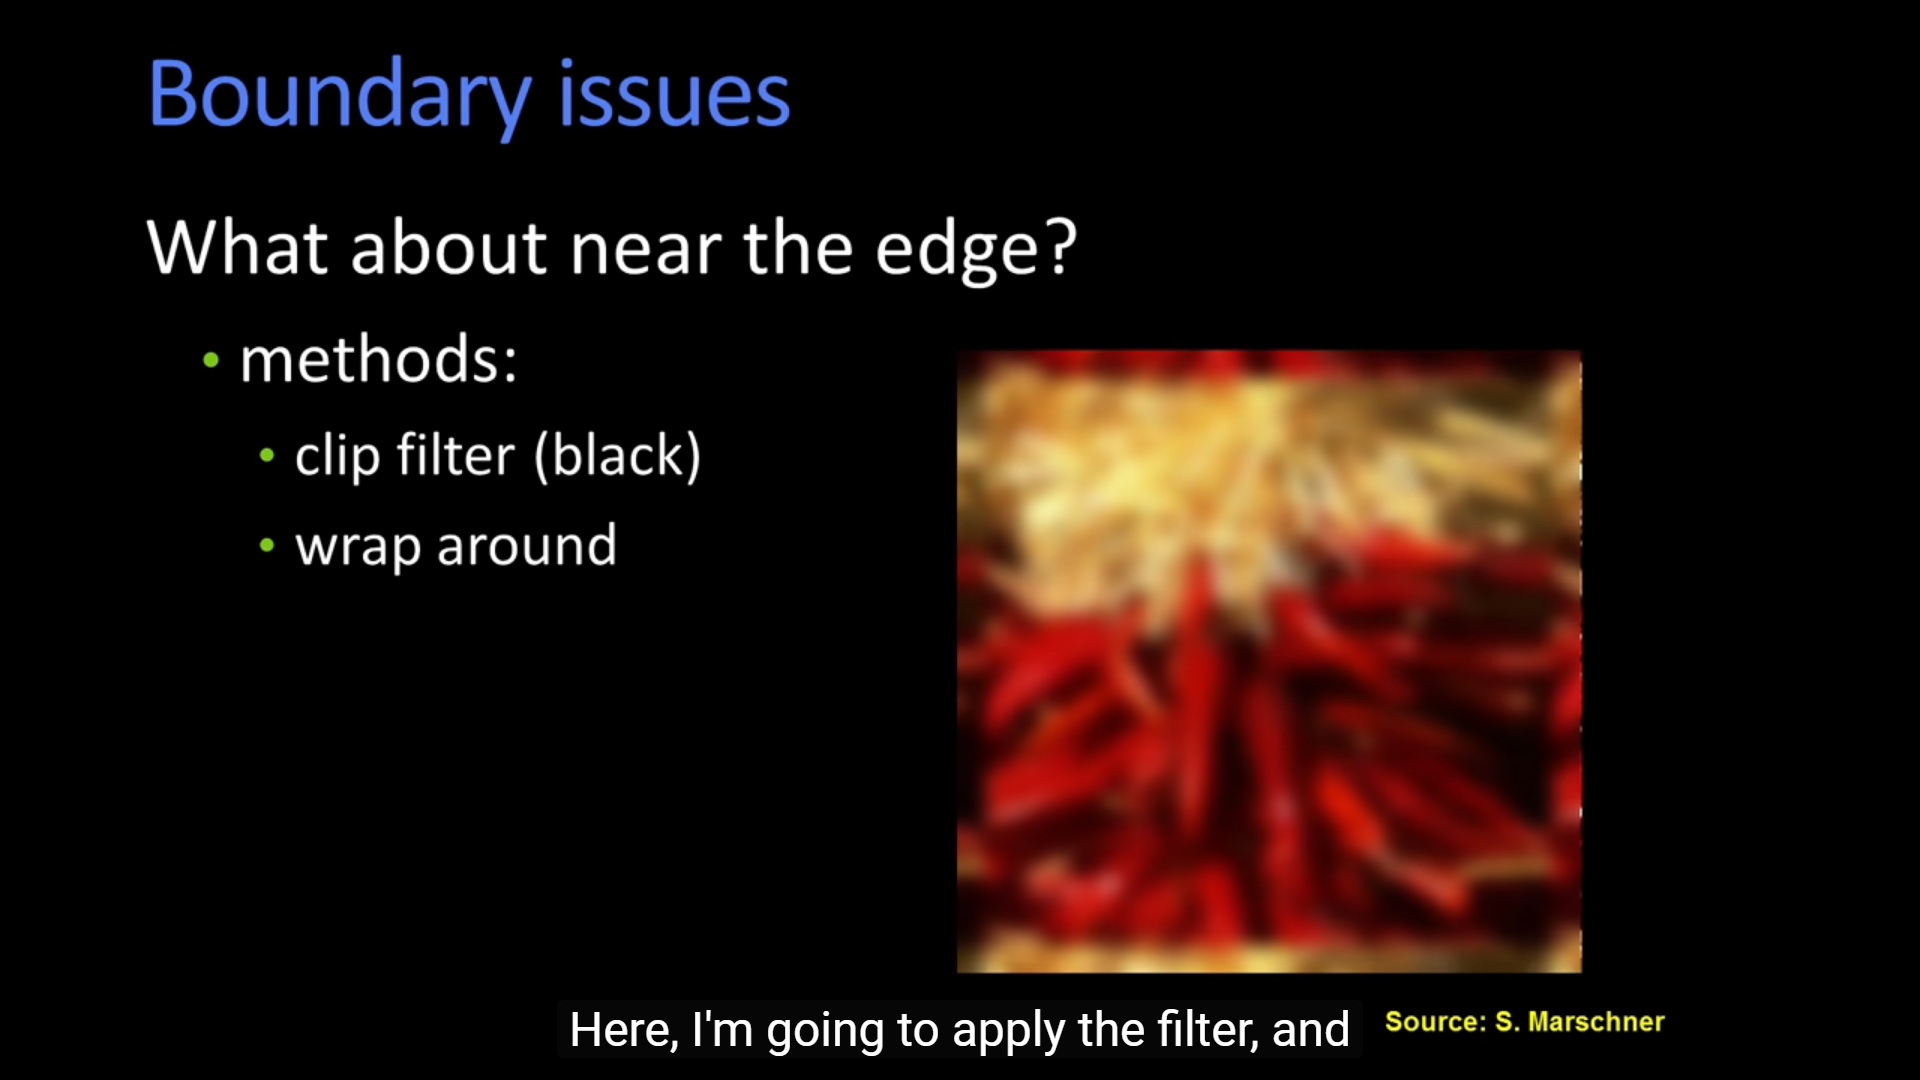 Boundary issues
What about near the edge?
• methods:
• clip filter (black)
• wrap around
Here, I'm going to apply the filter, and
Source: S. Marschner